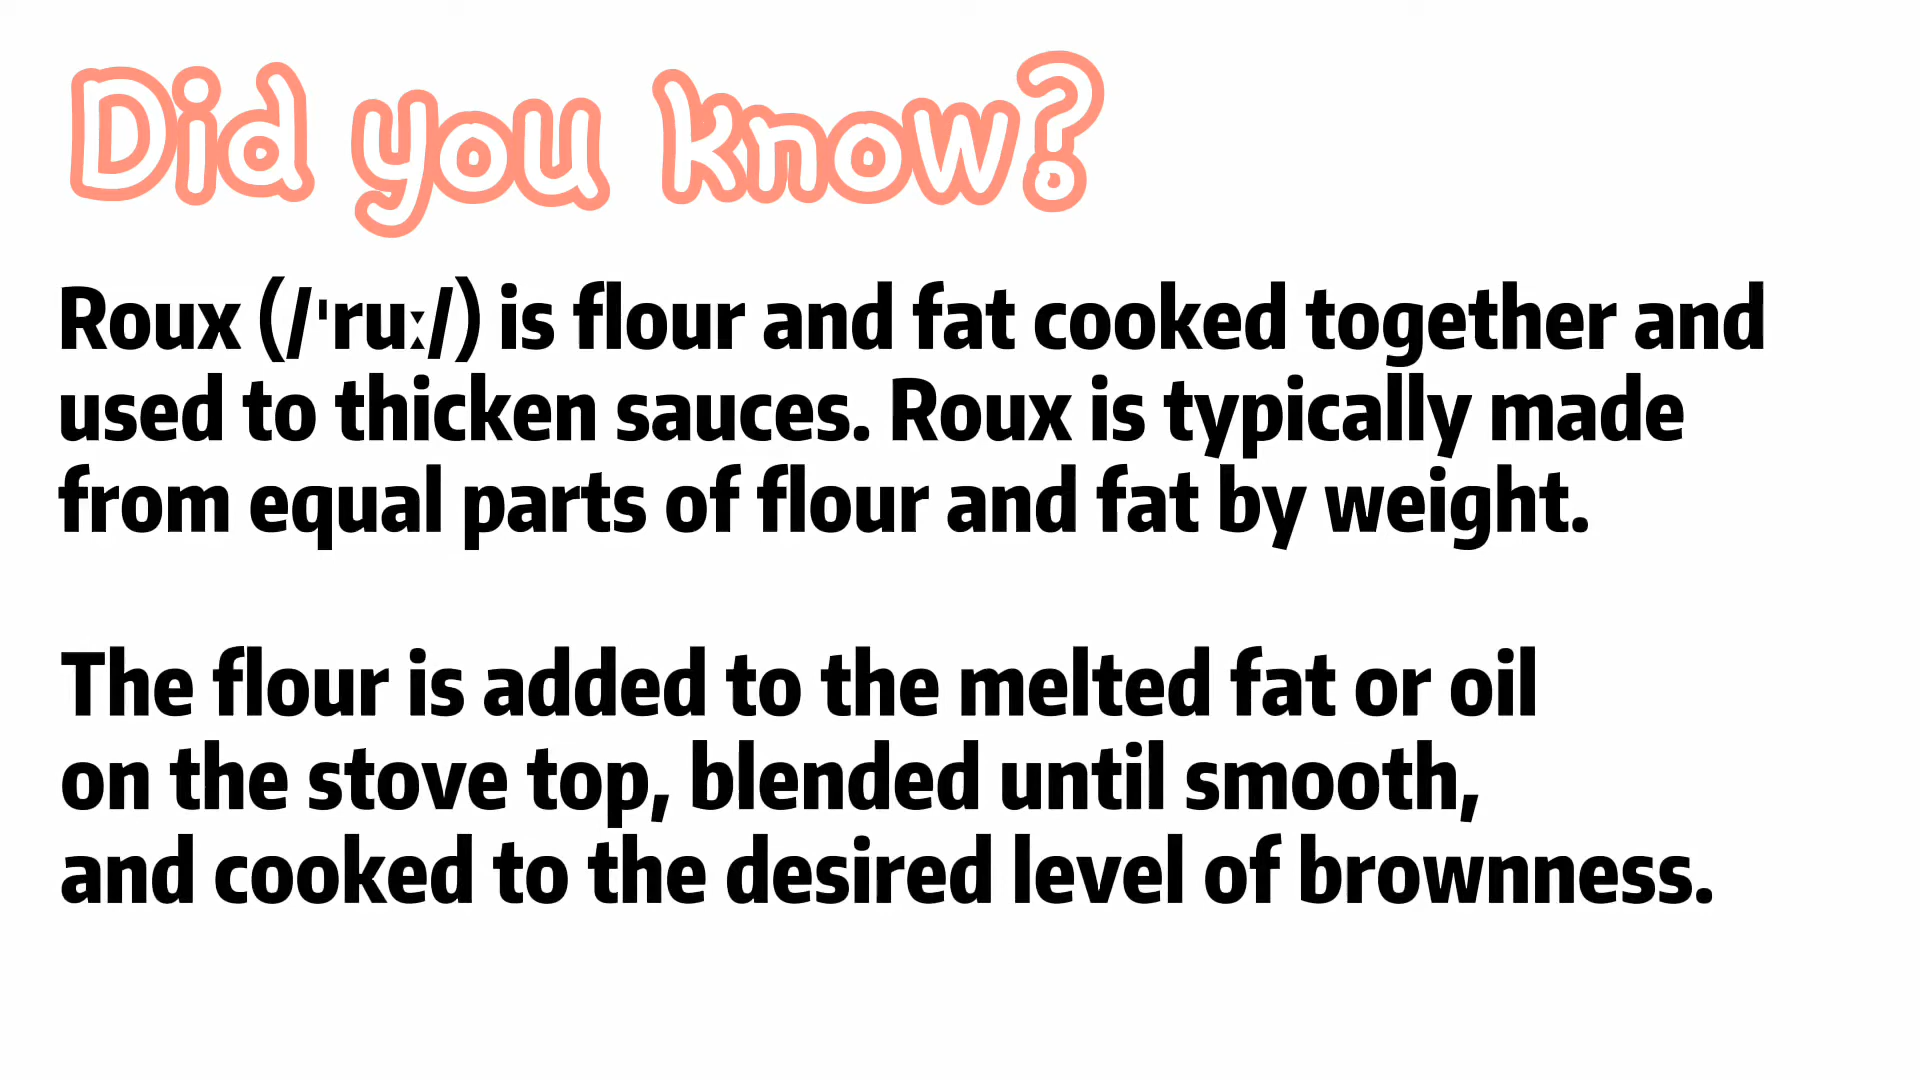 Did you know?
Roux (/ˈruː/) is flour and fat cooked together and
used to thicken sauces. Roux is typically made
from equal parts of flour and fat by weight.
The flour is added to the melted fat or oil
on the stove top, blended until smooth,
and cooked to the desired level of brownness.